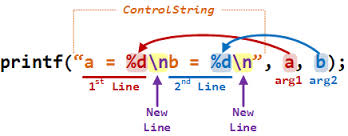 ControlString
printf("a = %d\nb = %d\n", a, b);
1st Line 2nd Line arg1 arg2
New Line New Line